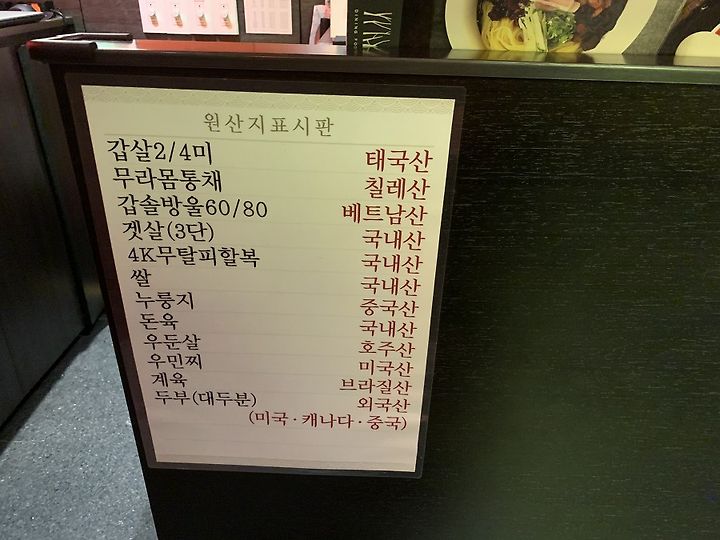 DINING FOO
원산지표시판
갑살2/4미 태국산
무라몸통채 칠레산
갑솔방울60/80 베트남산
겟살(3단) 국내산
4K무탈피할복 국내산
쌀 국내산
누룽지 중국산
돈육 국내산
우둔살 호주산
우민찌 미국산
계육 브라질산
두부(대두분) 외국산
(미국·캐나다·중국)